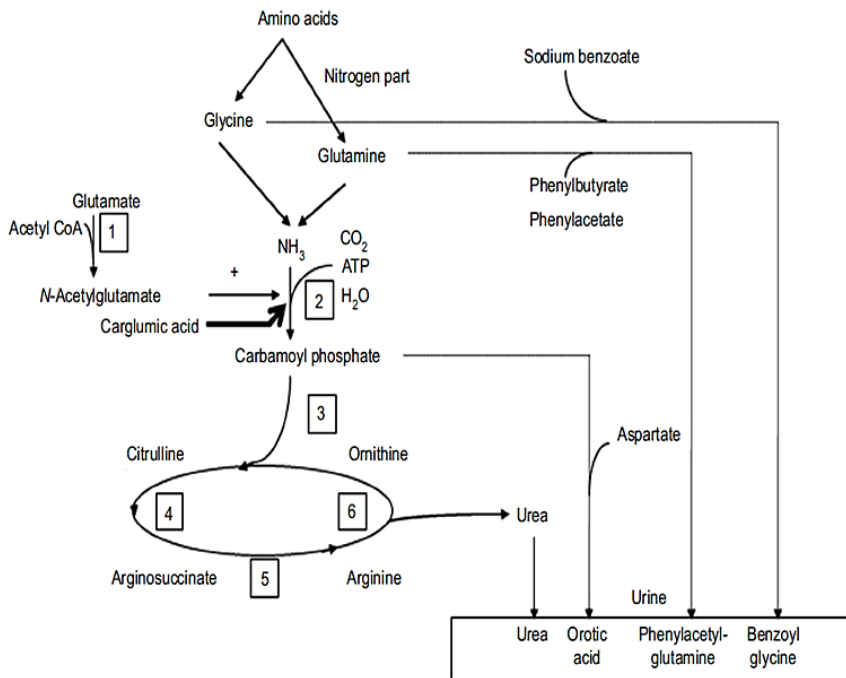 Amino acids
Nitrogen part
Sodium benzoate
Glycine
Glutamine
Phenylbutyrate
Phenylacetate
Glutamate
Acetyl CoA
1
N-Acetylglutamate
+
Carglumic acid
NH3
CO2
ATP
H2O
2
Carbamoyl phosphate
3
Aspartate
Citrulline
Ornithine
4
6
Urea
Arginosuccinate
5
Arginine
Urine
Urea
Orotic
acid
Phenylacetyl-
glutamine
Benzoyl
glycine